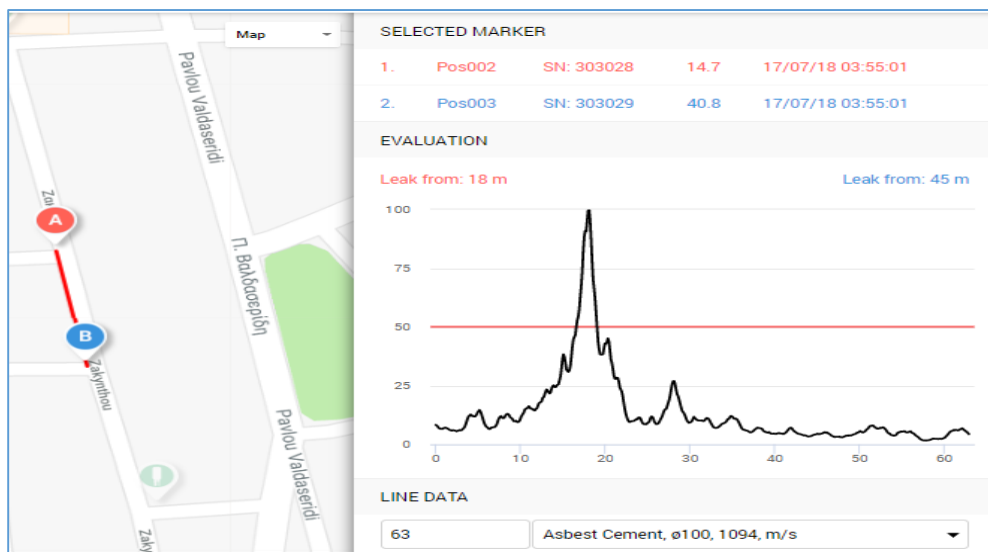 Map
Pavlou Valdaseridi
Π. Βαλδασερίδη
Pavlou Valdaseridi
A
B
Zakynthou
SELECTED MARKER
1. Pos002 SN: 303028 14.7 17/07/18 03:55:01
2. Pos003 SN: 303029 40.8 17/07/18 03:55:01
EVALUATION
Leak from: 18 m Leak from: 45 m
100
75
50
25
0
0 10 20 30 40 50 60
LINE DATA
63 Asbest Cement, ø100, 1094, m/s